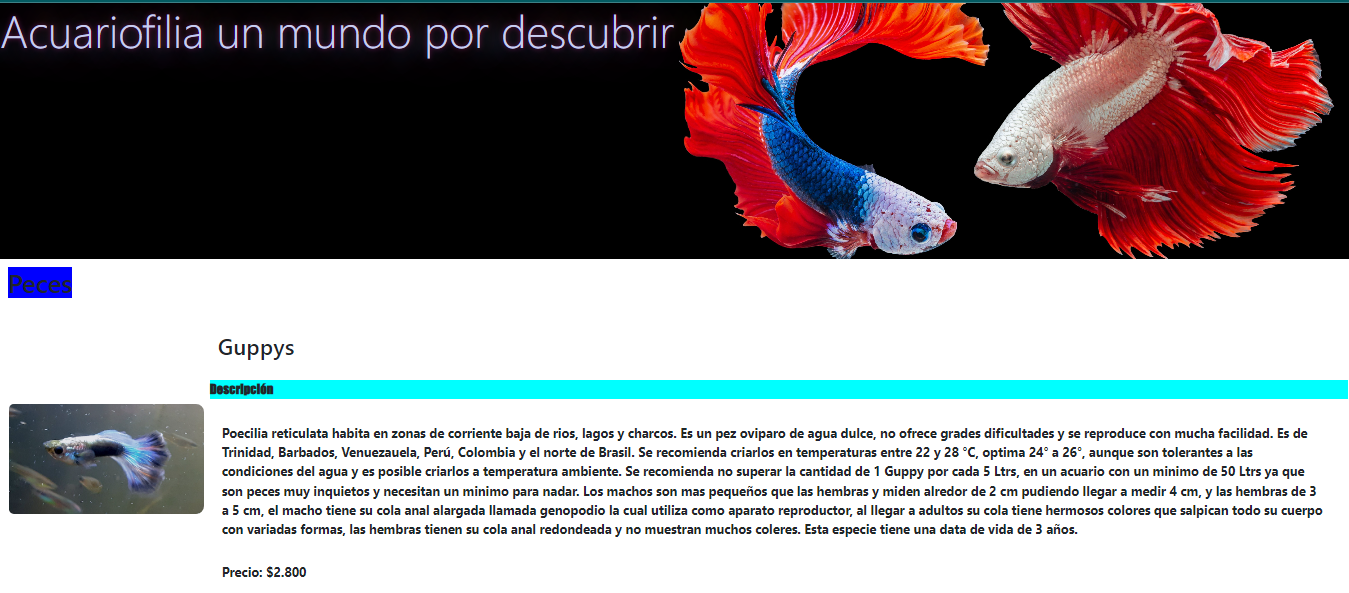 Acuariofilia un mundo por descubrir
Peces
Guppys
Descripción
Poecilia reticulata habita en zonas de corriente baja de rios, lagos y charcos. Es un pez oviparo de agua dulce, no ofrece grades dificultades y se reproduce con mucha facilidad. Es de
Trinidad, Barbados, Venuezauela, Perú, Colombia y el norte de Brasil. Se recomienda criarlos en temperaturas entre 22 y 28 °C, optima 24° a 26°, aunque son tolerantes a las
condiciones del agua y es posible criarlos a temperatura ambiente. Se recomienda no superar la cantidad de 1 Guppy por cada 5 Ltrs, en un acuario con un minimo de 50 Ltrs ya que
son peces muy inquietos y necesitan un minimo para nadar. Los machos son mas pequeños que las hembras y miden alredor de 2 cm pudiendo llegar a medir 4 cm, y las hembras de 3
a 5 cm, el macho tiene su cola anal alargada llamada genopodio la cual utiliza como aparato reproductor, al llegar a adultos su cola tiene hermosos colores que salpican todo su cuerpo
con variadas formas, las hembras tienen su cola anal redondeada y no muestran muchos coleres. Esta especie tiene una data de vida de 3 años.
Precio: $2.800